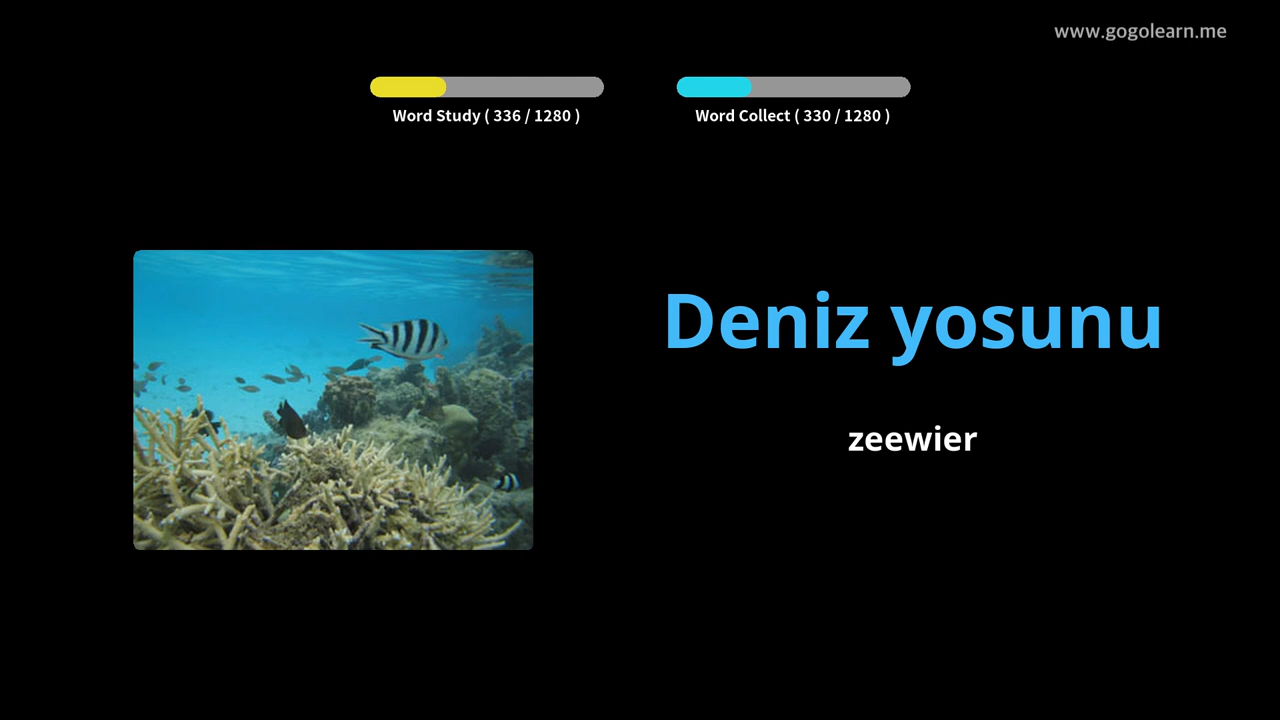 www.gogolearn.me
Word Study ( 336 / 1280 )
Word Collect ( 330 / 1280 )
Deniz yosunu
zeewier